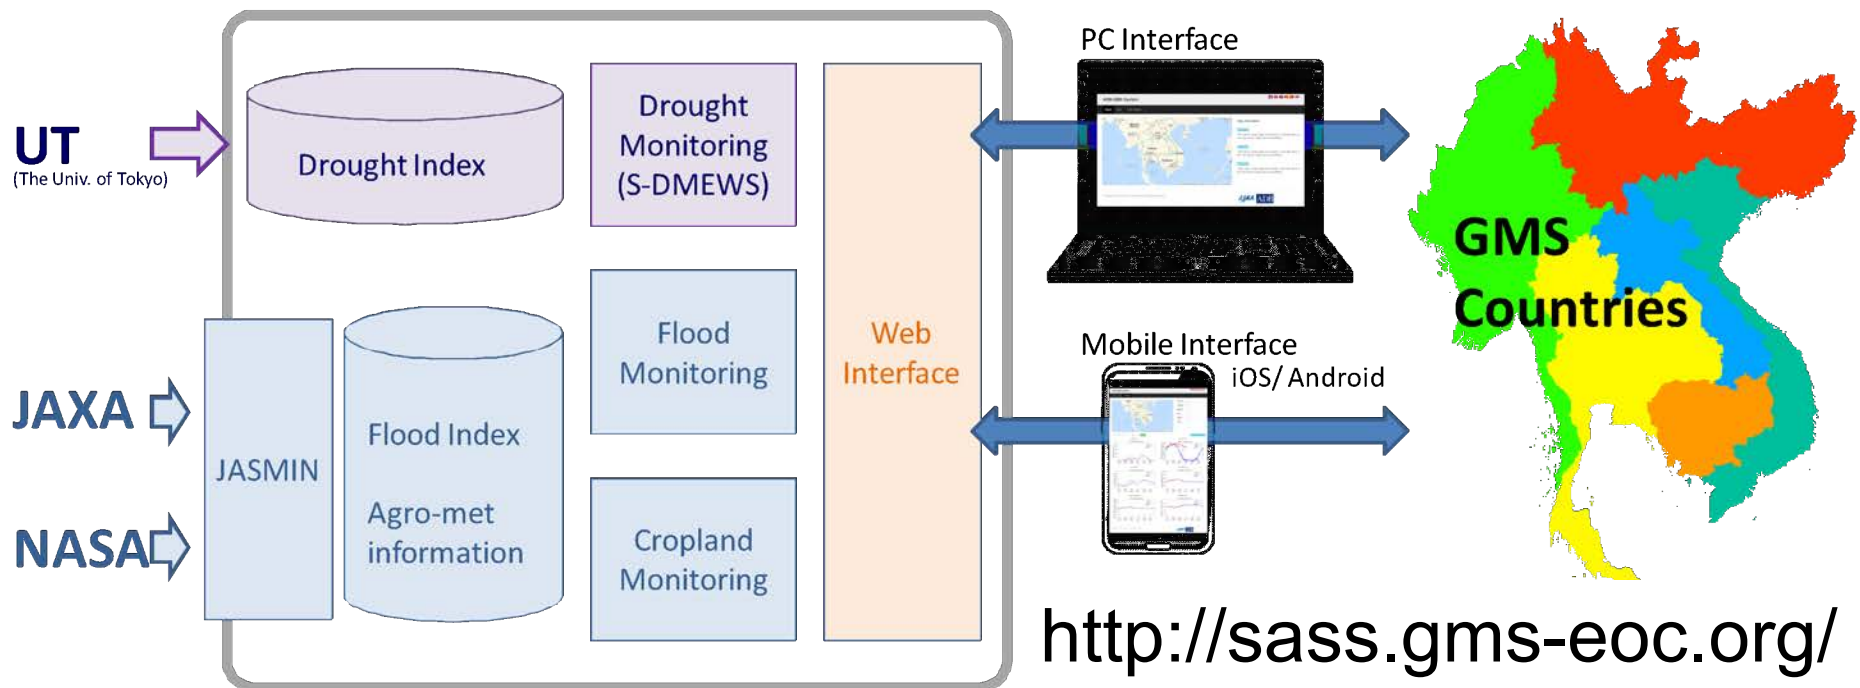 UT
(The Univ. of Tokyo)
JAXA
NASA
JASMIN
Drought Index
Flood Index
Agro-met
information
Drought
Monitoring
(S-DMEWS)
Flood
Monitoring
Cropland
Monitoring
Web
Interface
PC Interface
Mobile Interface
iOS/ Android
GMS
Countries
http://sass.gms-eoc.org/